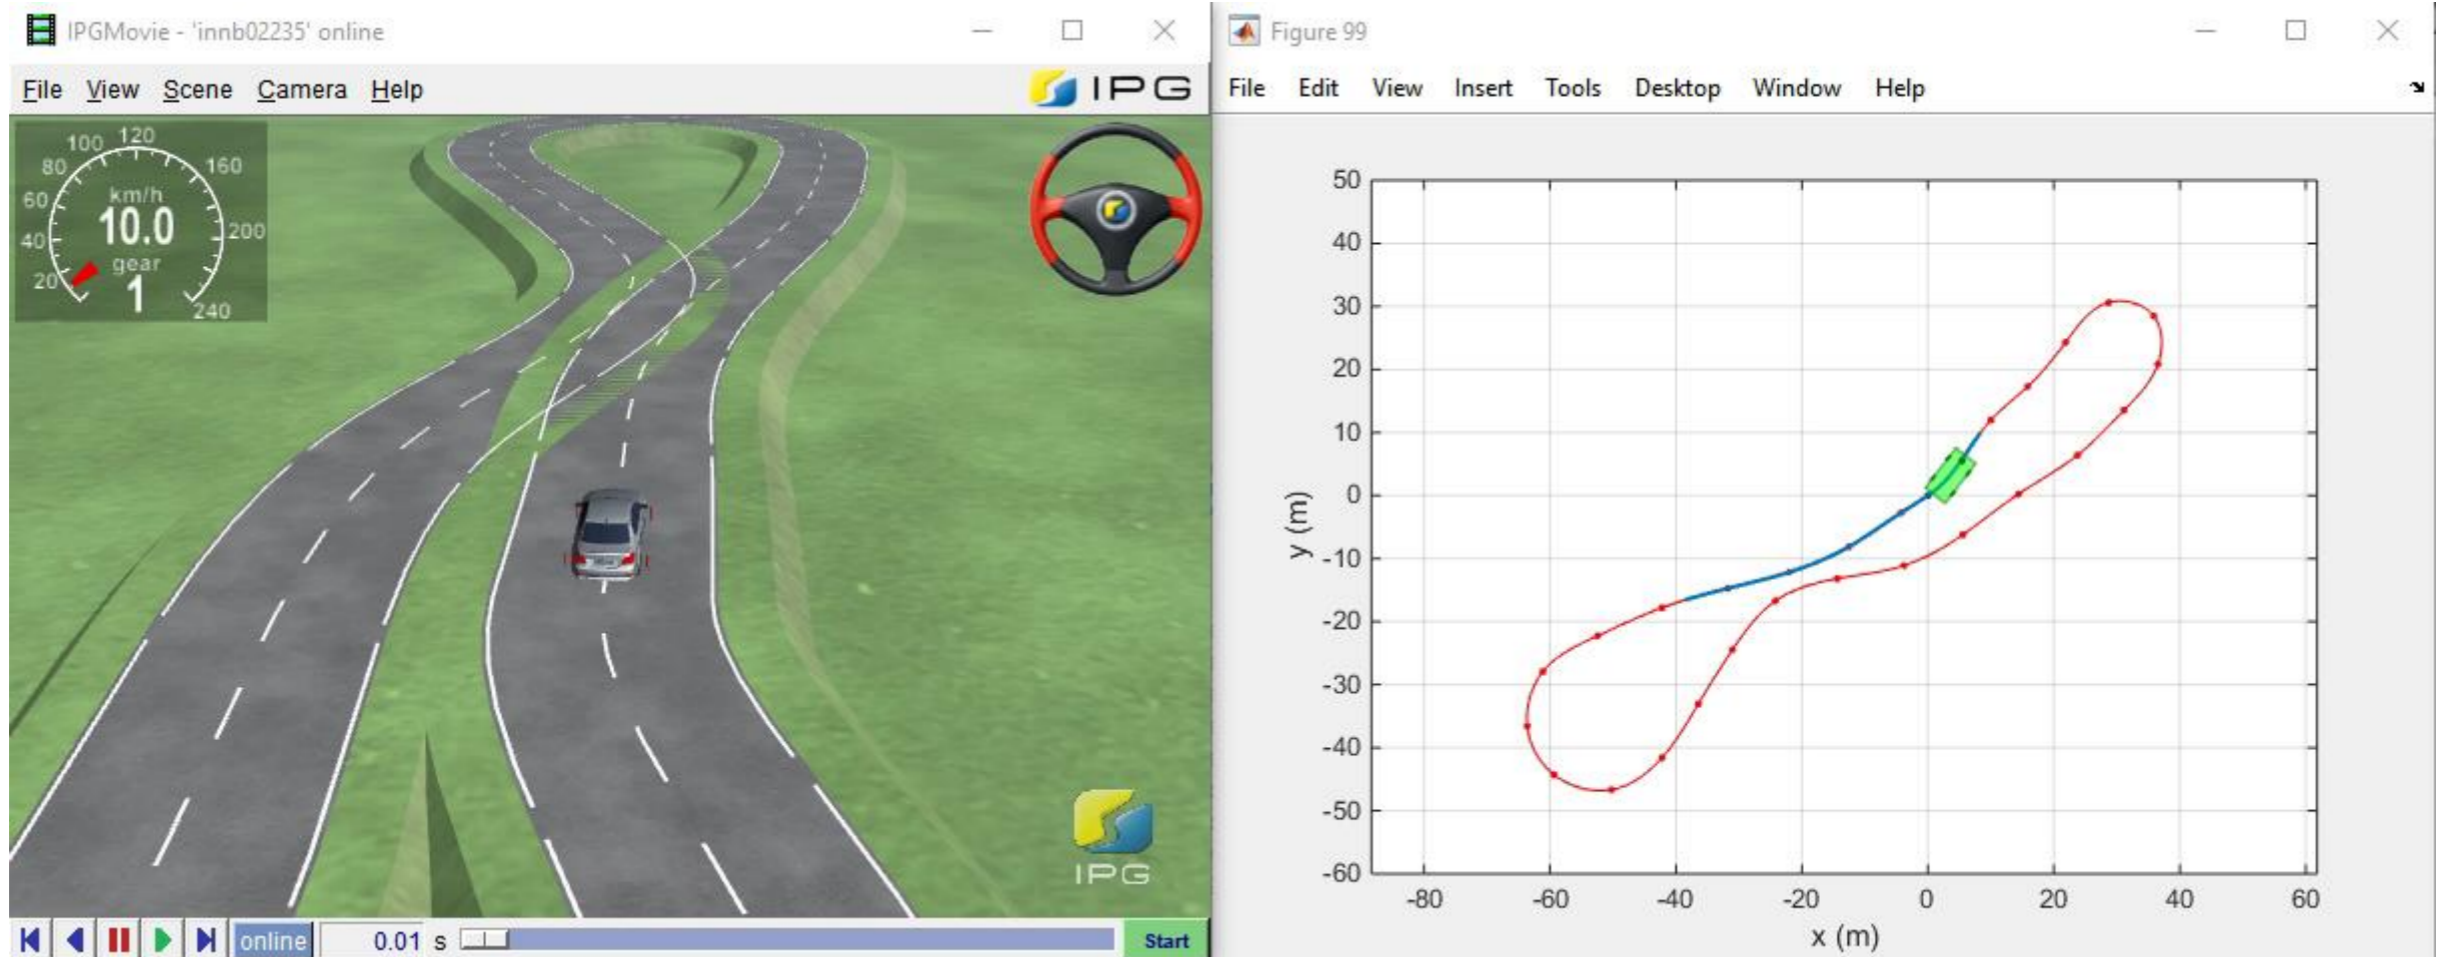 IPGMovie - 'innb02235' online
File View Scene Camera Help
IPG
20
40
60
80
100
120
160
200
240
km/h
10.0
gear
1
IPG
online 0.01 s Start
Figure 99
File Edit View Insert Tools Desktop Window Help
50
40
30
20
10
0
-10
-20
-30
-40
-50
-60
y (m)
-80 -60 -40 -20 0 20 40 60
x (m)